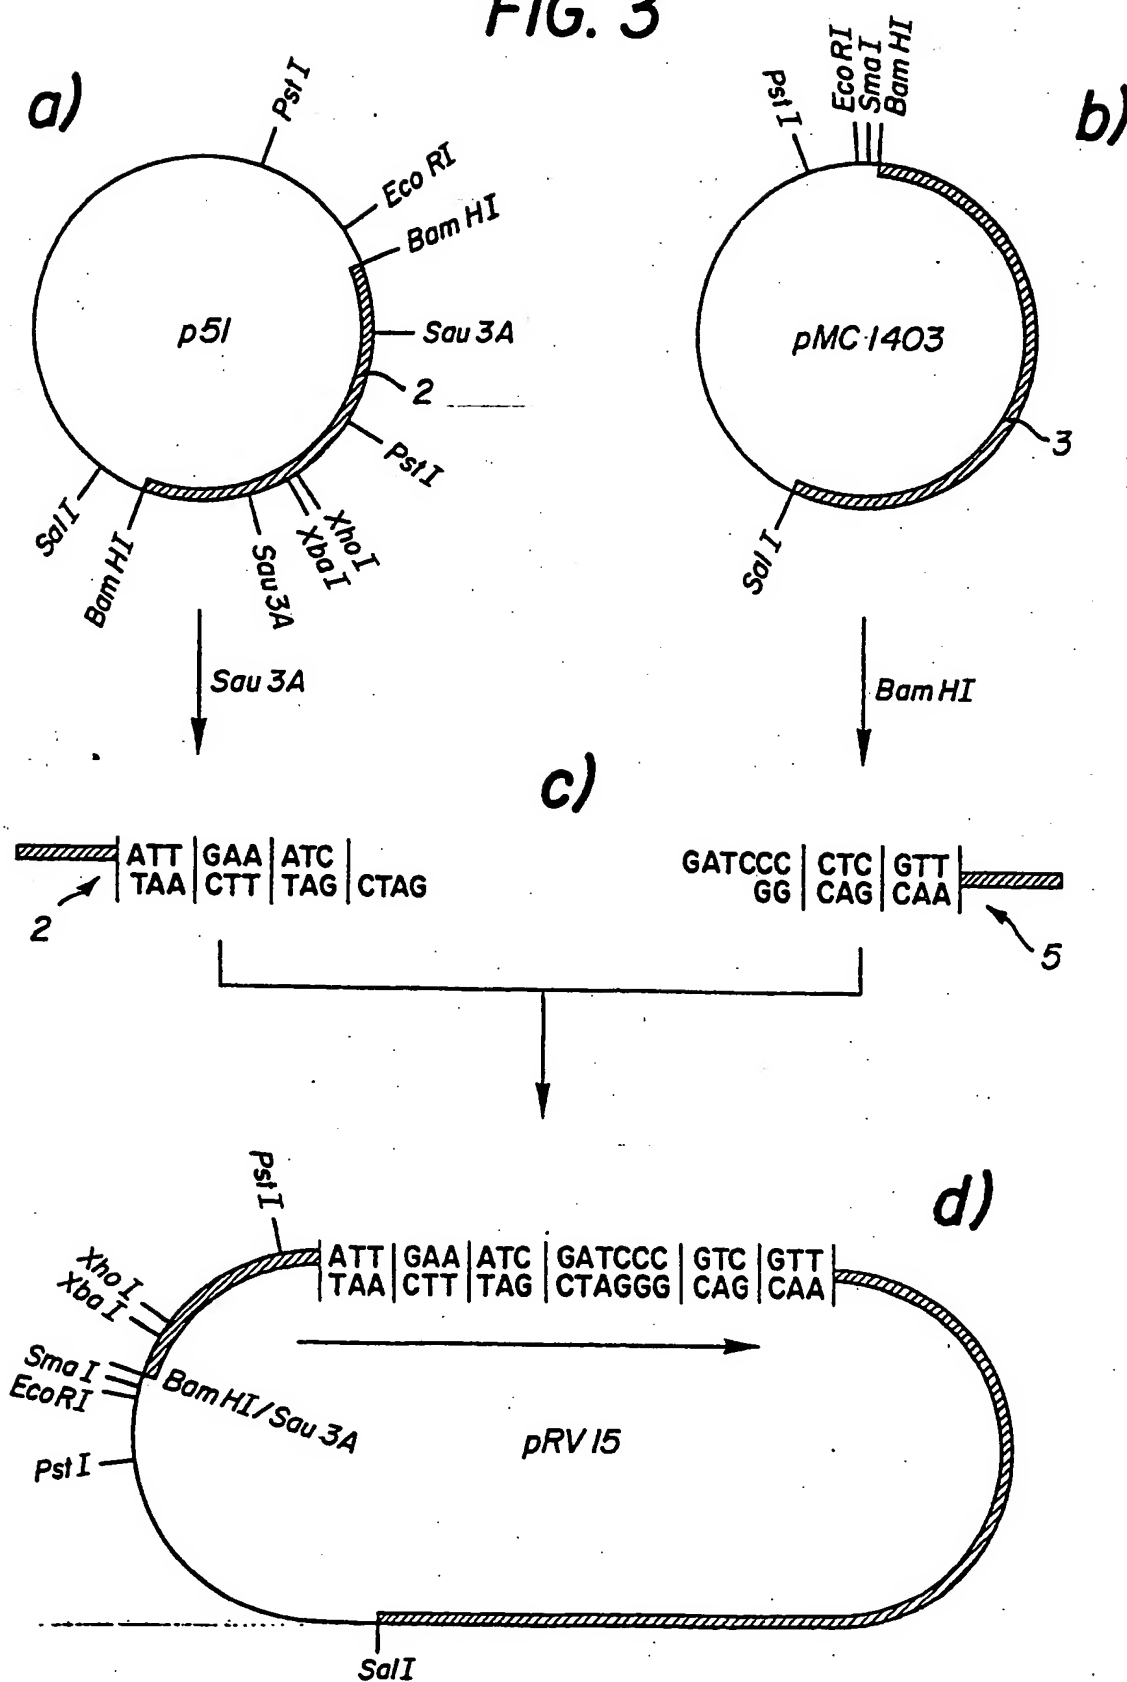 FIG. 3
a)
Pst I
Eco RI
Bam HI
p51
Sau 3A
2
Pst I
Xho I
Xba I
Sau 3A
Bam HI
Sal I
b)
Pst I
Eco RI
Sma I
Bam HI
pMC 1403
3
Sal I
Sau 3A
Bam HI
c)
ATT GAA ATC
TAA CTT TAG CTAG
2
GATCCC CTC GTT
GG CAG CAA
5
d)
Pst I
ATT GAA ATC GATCCC GTC GTT
TAA CTT TAG CTAGGG CAG CAA
Xho I
Xba I
Sma I
EcoRI
Bam HI/Sau 3A
Pst I
pRV 15
Sal I